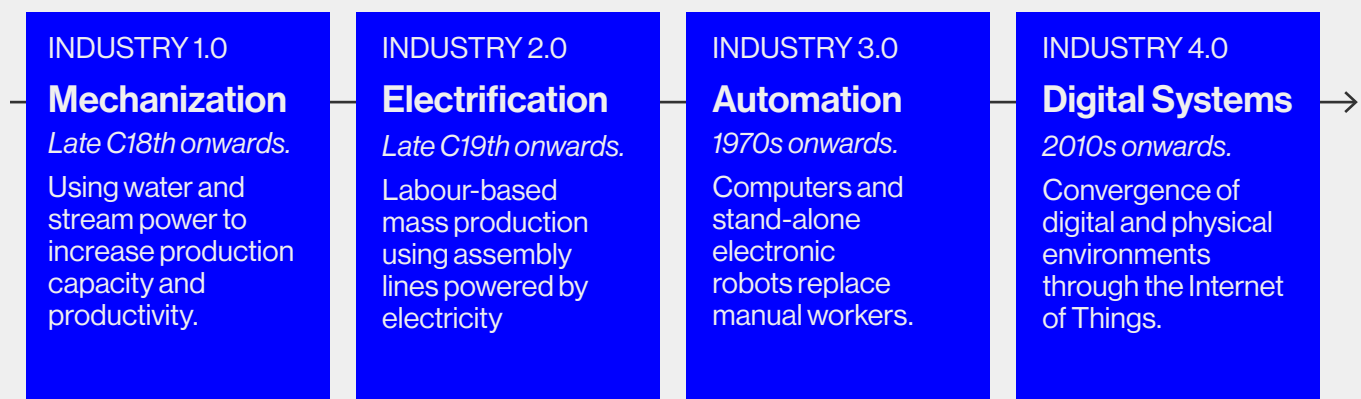 INDUSTRY 1.0
Mechanization
Late C18th onwards.
Using water and
stream power to
increase production
capacity and
productivity.
INDUSTRY 2.0
Electrification
Late C19th onwards.
Labour-based
mass production
using assembly
lines powered by
electricity
INDUSTRY 3.0
Automation
1970s onwards.
Computers and
stand-alone
electronic
robots replace
manual workers.
INDUSTRY 4.0
Digital Systems
2010s onwards.
Convergence of
digital and physical
environments
through the Internet
of Things.